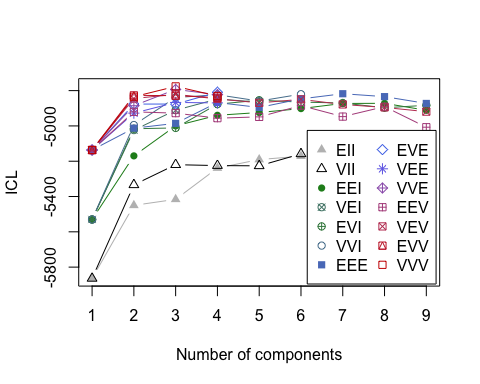 ICL
-5000
-5400
-5800
EII
VII
EEI
VEI
EVI
VVI
EEE
EVE
VEE
VVE
EEV
VEV
EVV
VVV
1 2 3 4 5 6 7 8 9
Number of components